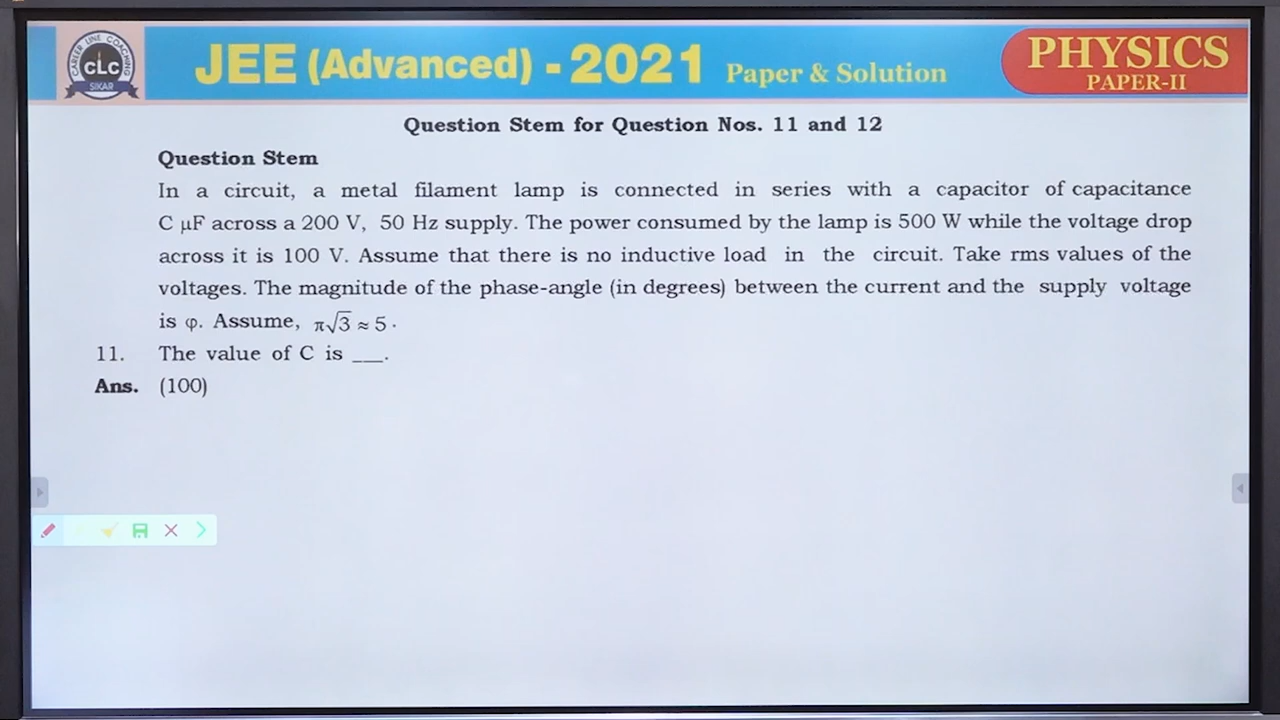 CAREER LINE COACHING
CLC
SIKAR
JEE (Advanced) - 2021 Paper & Solution
PHYSICS
PAPER-II
Question Stem for Question Nos. 11 and 12
Question Stem
In a circuit, a metal filament lamp is connected in series with a capacitor of capacitance
C μF across a 200 V, 50 Hz supply. The power consumed by the lamp is 500 W while the voltage drop
across it is 100 V. Assume that there is no inductive load in the circuit. Take rms values of the
voltages. The magnitude of the phase-angle (in degrees) between the current and the supply voltage
is φ. Assume, π√3 ≈ 5.
11. The value of C is ___.
Ans. (100)